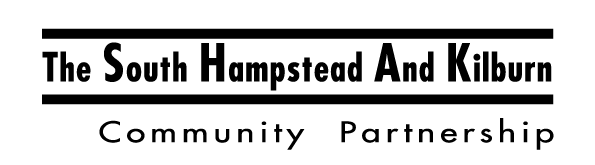 The South Hampstead And Kilburn
Community Partnership